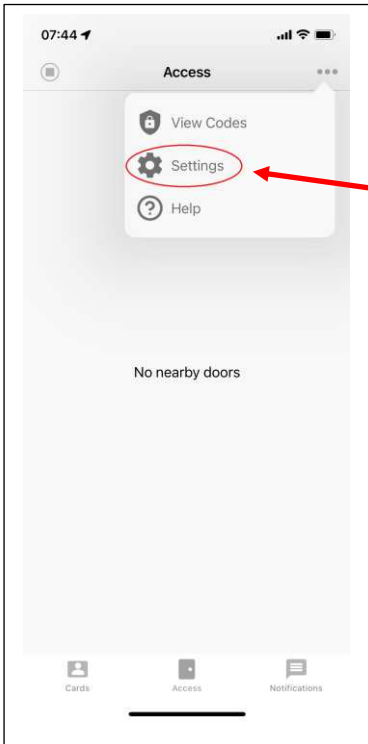 07:44
Access
View Codes
Settings
Help
No nearby doors
Cards Access Notifications